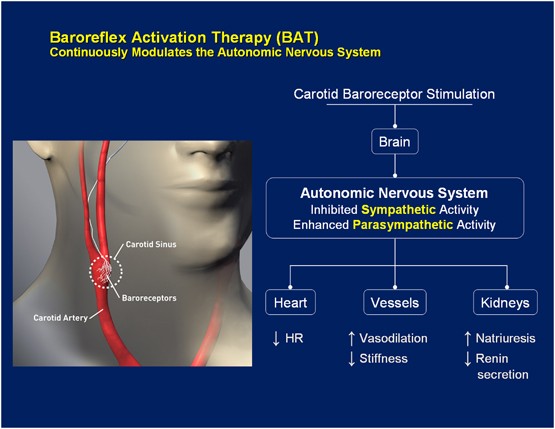 Baroreflex Activation Therapy (BAT)
Continuously Modulates the Autonomic Nervous System
Carotid Baroreceptor Stimulation
Brain
Autonomic Nervous System
Inhibited Sympathetic Activity
Enhanced Parasympathetic Activity
Carotid Sinus
Baroreceptors
Carotid Artery
Heart
↓ HR
Vessels
↑ Vasodilation
↓ Stiffness
Kidneys
↑ Natriuresis
↓ Renin
secretion